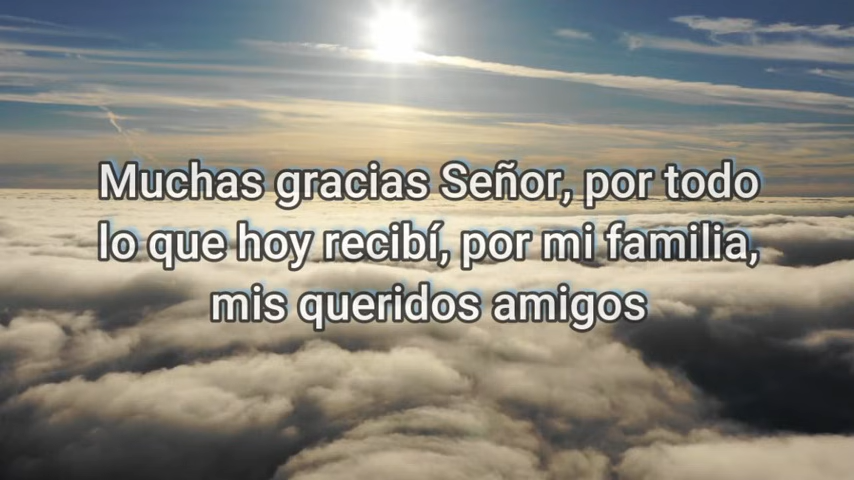 Muchas gracias Señor, por todo
lo que hoy recibí, por mi familia,
mis queridos amigos